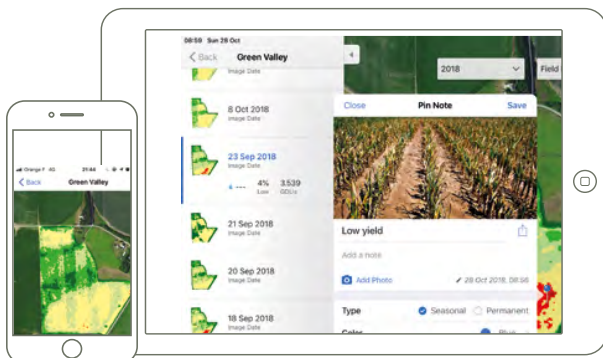 08:59 Sun 28 Oct
Back
Green Valley
Image Date
2018
Field
8 Oct 2018
Image Date
Close
Pin Note
Save
23 Sep 2018
Image Date
4%
Low
3.539
GDUs
21 Sep 2018
Image Date
20 Sep 2018
Image Date
18 Sep 2018
Image Date
Low yield
Add a note
Add Photo
28 Oct 2018, 08:56
Type
Seasonal
Permanent
Color
Blue
Orange F 4G
21:44
Back
Green Valley